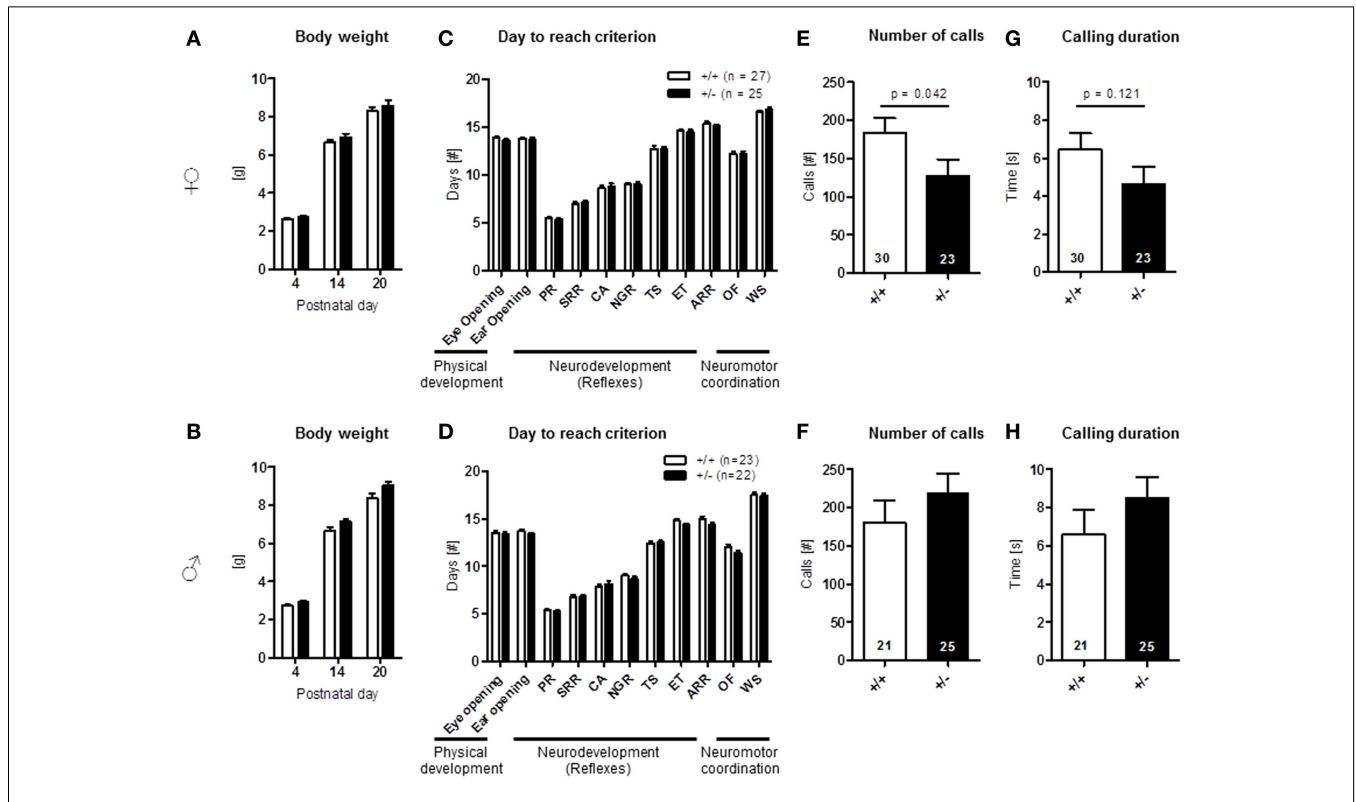 A Body weight
[g]
10
8
6
4
2
0
4 14 20
Postnatal day
♀
C Day to reach criterion
+/+ (n = 27)
+/- (n = 25
Days [#]
20
15
10
5
0
Eye Opening
Ear Opening
PR
SRR
CA
NGR
TS
ET
ARR
OF
WS
Physical
development
Neurodevelopment
(Reflexes)
Neuromotor
coordination
E Number of calls
Calls [#]
250
200
150
100
50
0
p = 0.042
30 23
+/+ +/-
G Calling duration
Time [s]
10
8
6
4
2
0
p = 0.121
30 23
+/+ +/-
B Body weight
[g]
10
8
6
4
2
0
4 14 20
Postnatal day
♂
D Day to reach criterion
+/+ (n=23)
+/- (n=22)
Days [#]
20
15
10
5
0
Eye opening
Ear opening
PR
SRR
CA
NGR
TS
ET
ARR
OF
WS
Physical
development
Neurodevelopment
(Reflexes)
Neuromotor
coordination
F Number of calls
Calls [#]
250
200
150
100
50
0
21 25
+/+ +/-
H Calling duration
Time [s]
10
8
6
4
2
0
21 25
+/+ +/-